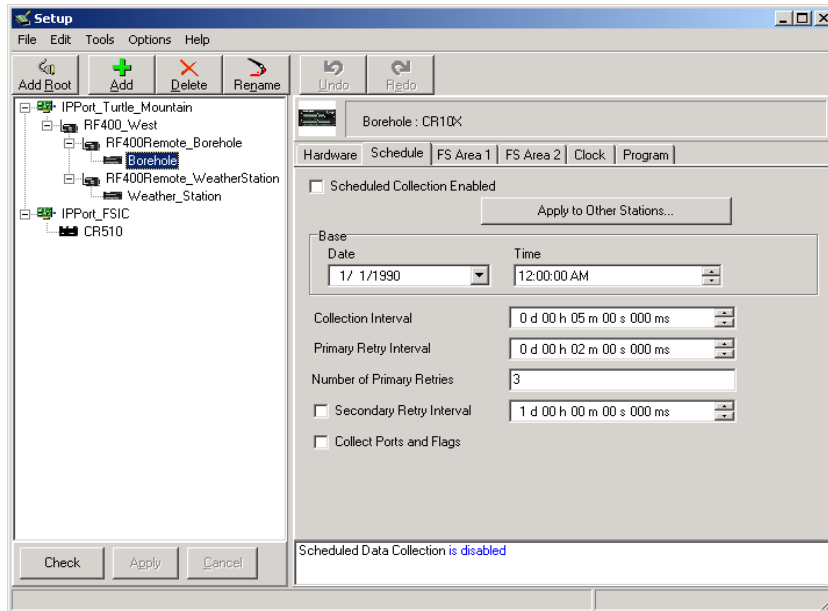 Setup
File Edit Tools Options Help
Add Root Add Delete Rename Undo Redo
IPPort_Turtle_Mountain
RF400_West
RF400Remote_Borehole
Borehole
RF400Remote_WeatherStation
Weather_Station
IPPort_FSIC
CR510
Borehole : CR10X
Hardware Schedule FS Area 1 FS Area 2 Clock Program
Scheduled Collection Enabled
Apply to Other Stations...
Base
Date Time
1/ 1/1990 12:00:00 AM
Collection Interval 0 d 00 h 05 m 00 s 000 ms
Primary Retry Interval 0 d 00 h 02 m 00 s 000 ms
Number of Primary Retries 3
Secondary Retry Interval 1 d 00 h 00 m 00 s 000 ms
Collect Ports and Flags
Check Apply Cancel
Scheduled Data Collection is disabled